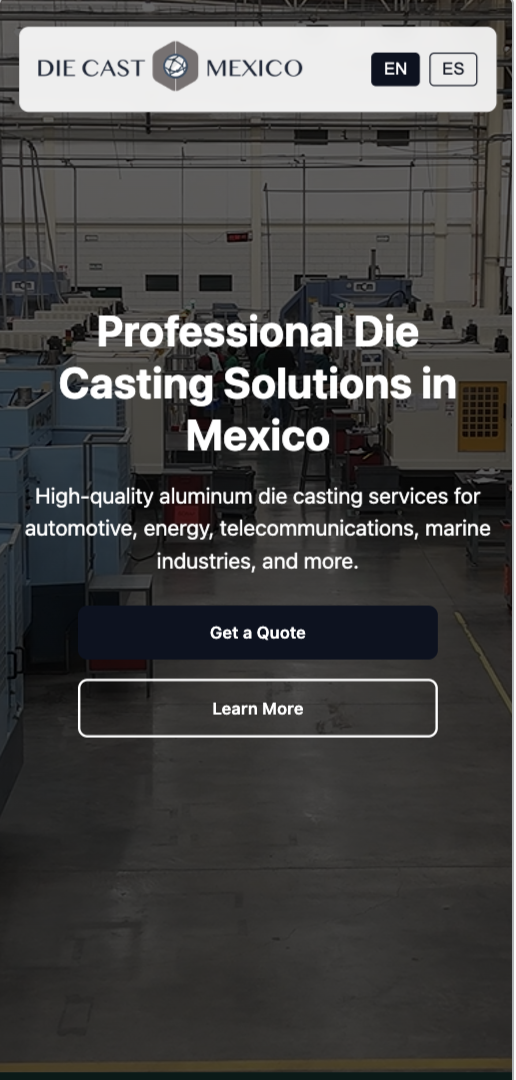 DIE CAST MEXICO
EN
ES
Professional Die
Casting Solutions in
Mexico
High-quality aluminum die casting services for
automotive, energy, telecommunications, marine
industries, and more.
Get a Quote
Learn More